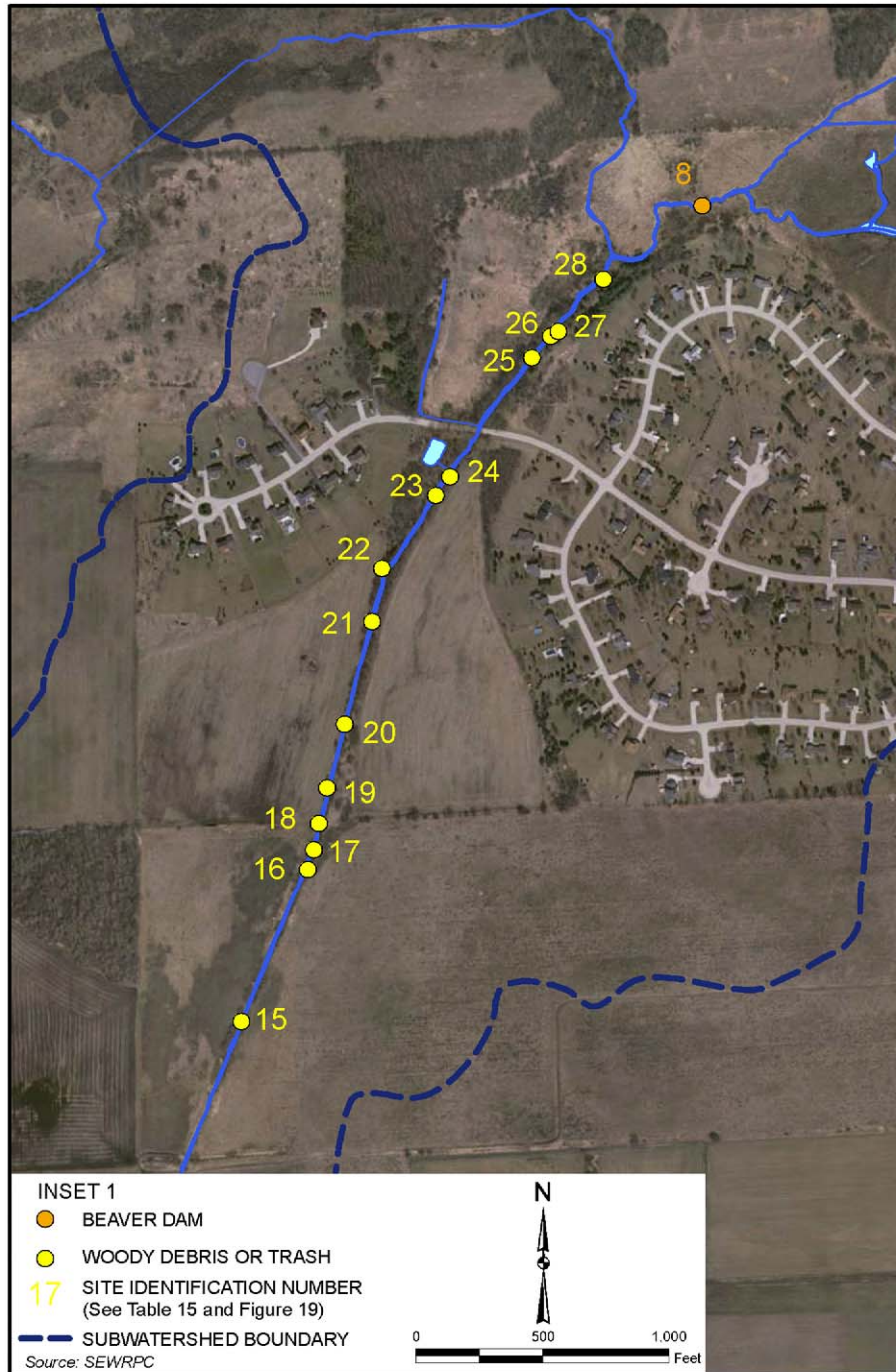 8
28
26
27
25
24
23
22
21
20
19
18
17
16
15
INSET 1
BEAVER DAM
WOODY DEBRIS OR TRASH
17 SITE IDENTIFICATION NUMBER
(See Table 15 and Figure 19)
SUBWATERSHED BOUNDARY
Source: SEWRPC
N
0 500 1,000
Feet